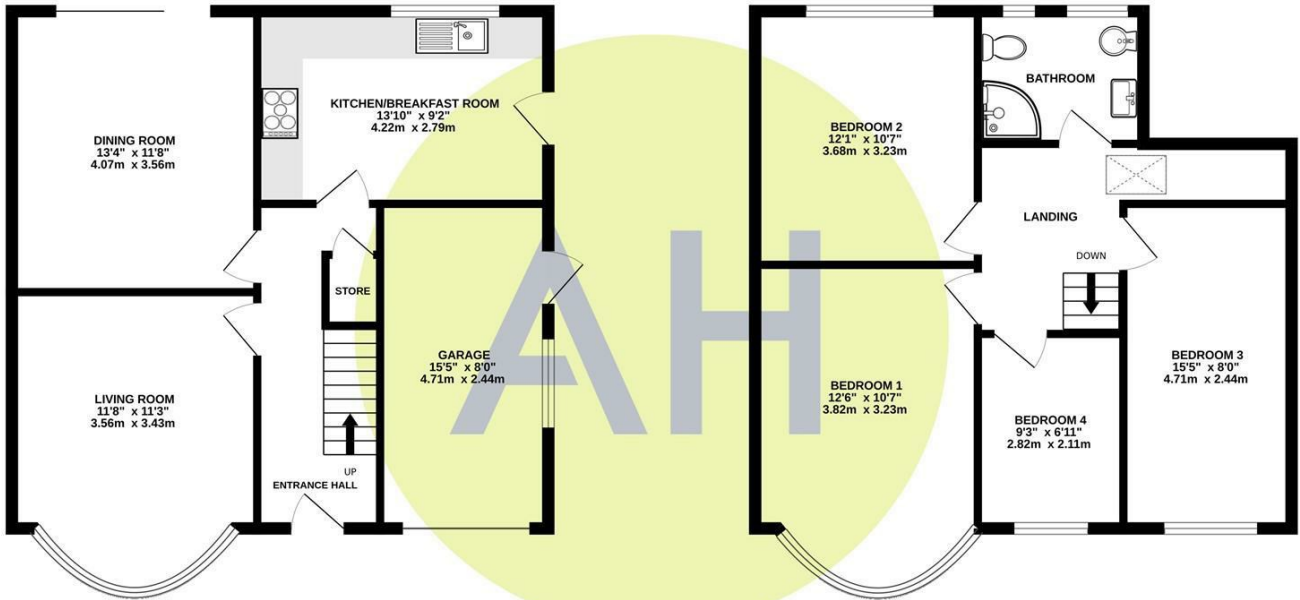 DINING ROOM
13'4" x 11'8"
4.07m x 3.56m
KITCHEN/BREAKFAST ROOM
13'10" x 9'2"
4.22m x 2.79m
STORE
GARAGE
15'5" x 8'0"
4.71m x 2.44m
LIVING ROOM
11'8" x 11'3"
3.56m x 3.43m
UP
ENTRANCE HALL
AH
BATHROOM
BEDROOM 2
12'1" x 10'7"
3.68m x 3.23m
LANDING
DOWN
BEDROOM 1
12'6" x 10'7"
3.82m x 3.23m
BEDROOM 3
15'5" x 8'0"
4.71m x 2.44m
BEDROOM 4
9'3" x 6'11"
2.82m x 2.11m